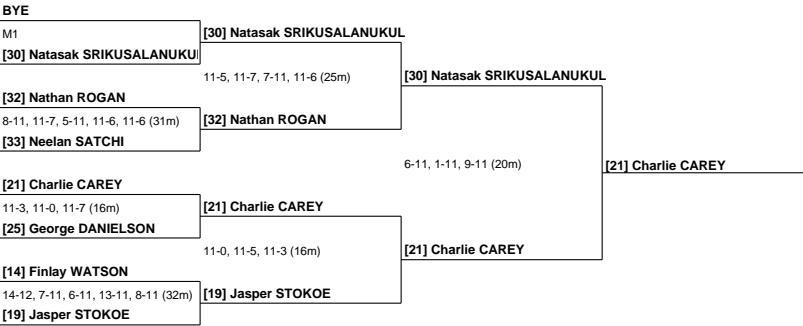 BYE
M1
[30] Natasak SRIKUSALANUKUL
[30] Natasak SRIKUSALANUKUL
11-5, 11-7, 7-11, 11-6 (25m)
[30] Natasak SRIKUSALANUKUL
[32] Nathan ROGAN
8-11, 11-7, 5-11, 11-6, 11-6 (31m)
[32] Nathan ROGAN
[33] Neelan SATCHI
6-11, 1-11, 9-11 (20m)
[21] Charlie CAREY
[21] Charlie CAREY
11-3, 11-0, 11-7 (16m)
[21] Charlie CAREY
[25] George DANIELSON
11-0, 11-5, 11-3 (16m)
[21] Charlie CAREY
[14] Finlay WATSON
14-12, 7-11, 6-11, 13-11, 8-11 (32m)
[19] Jasper STOKOE
[19] Jasper STOKOE